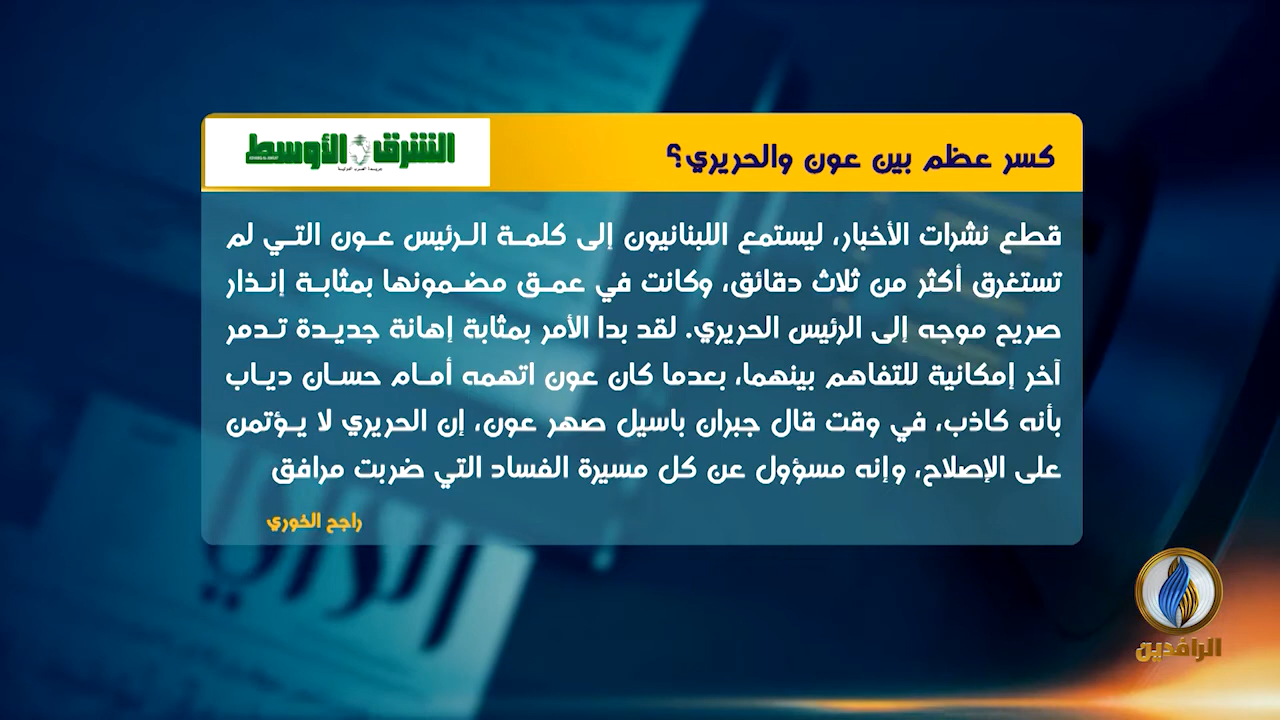 كسر عظم بين عون والحريري؟
الشرق الأوسط
جريدة العرب الدولية
قطع نشرات الأخبار، ليستمع اللبنانيون إلى كلمة الرئيس عون التي لم
تستغرق أكثر من ثلاث دقائق، وكانت في عمق مضمونها بمثابة إنذار
صريح موجه إلى الرئيس الحريري. لقد بدا الأمر بمثابة إهانة جديدة تدمر
آخر إمكانية للتفاهم بينهما، بعدما كان عون اتهمه أمام حسان دياب
بأنه كاذب، في وقت قال جبران باسيل صهر عون، إن الحريري لا يؤتمن
على الإصلاح، وإنه مسؤول عن كل مسيرة الفساد التي ضربت مرافق
راجح الخوري
الرأي
الرافدين